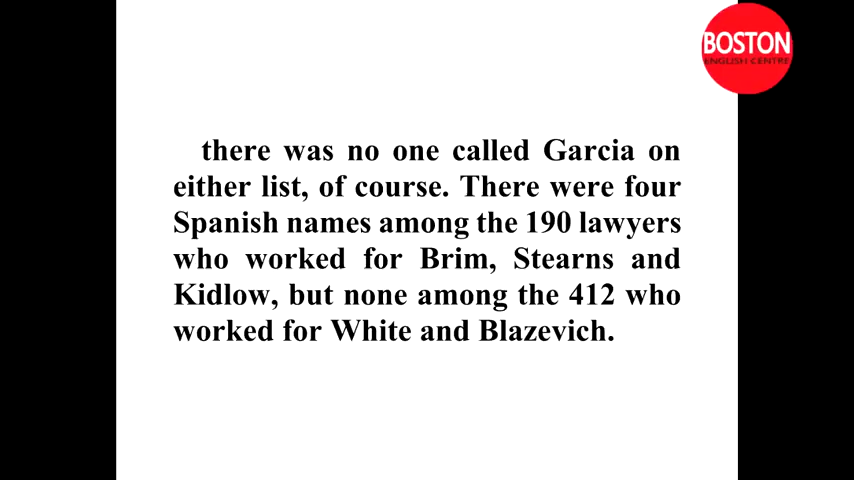 BOSTON
ENGLISH CENTRE
there was no one called Garcia on
either list, of course. There were four
Spanish names among the 190 lawyers
who worked for Brim, Stearns and
Kidlow, but none among the 412 who
worked for White and Blazevich.